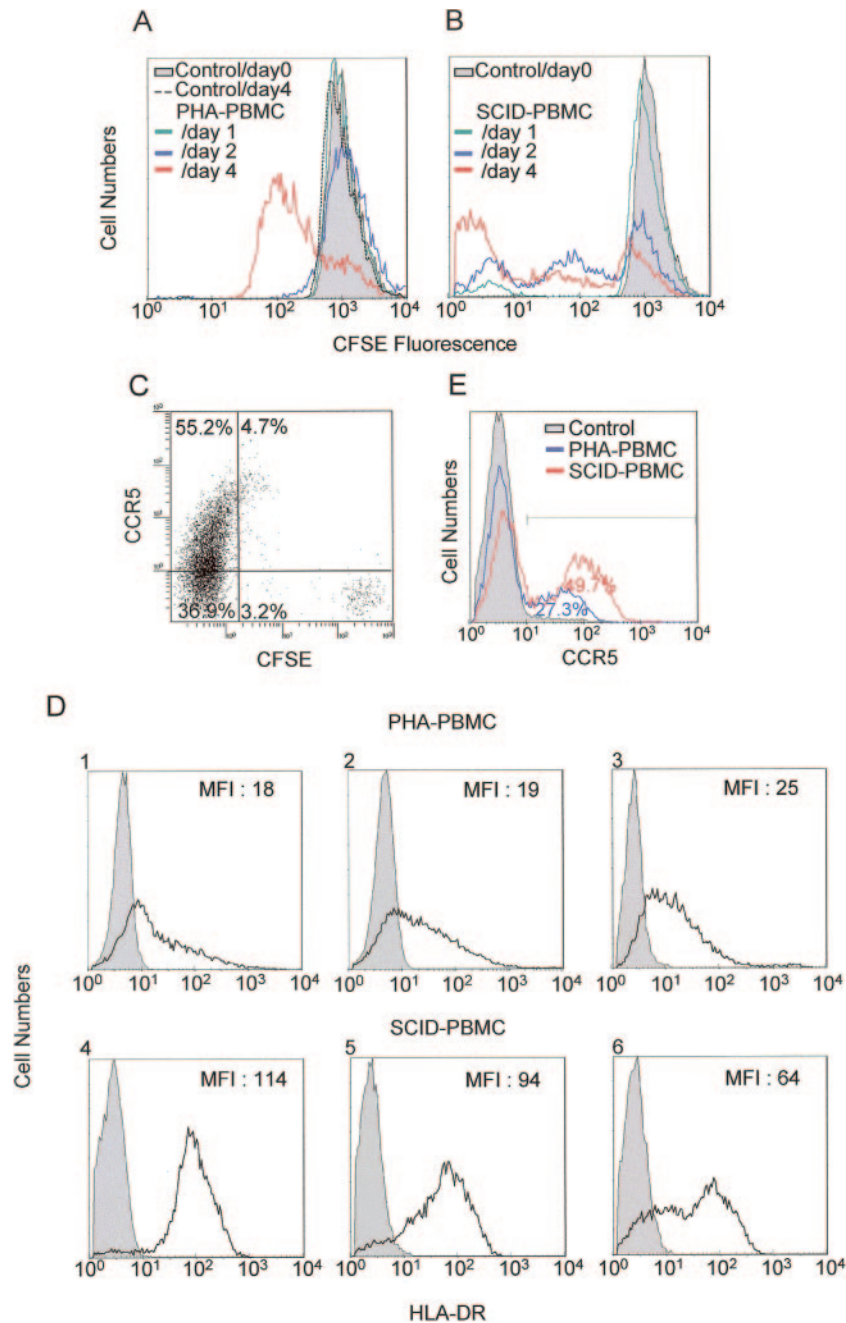 A
B
Control/day0
Control/day4
PHA-PBMC
/day 1
/day 2
/day 4
Control/day0
SCID-PBMC
/day 1
/day 2
/day 4
Cell Numbers
10^0 10^1 10^2 10^3 10^4
10^0 10^1 10^2 10^3 10^4
CFSE Fluorescence
C
55.2% 4.7%
36.9% 3.2%
CCR5
CFSE
E
Control
PHA-PBMC
SCID-PBMC
49.7%
27.3%
Cell Numbers
10^0 10^1 10^2 10^3 10^4
CCR5
D
PHA-PBMC
1
MFI : 18
2
MFI : 19
3
MFI : 25
10^0 10^1 10^2 10^3 10^4
10^0 10^1 10^2 10^3 10^4
10^0 10^1 10^2 10^3 10^4
Cell Numbers
SCID-PBMC
4
MFI : 114
5
MFI : 94
6
MFI : 64
10^0 10^1 10^2 10^3 10^4
10^0 10^1 10^2 10^3 10^4
10^0 10^1 10^2 10^3 10^4
HLA-DR